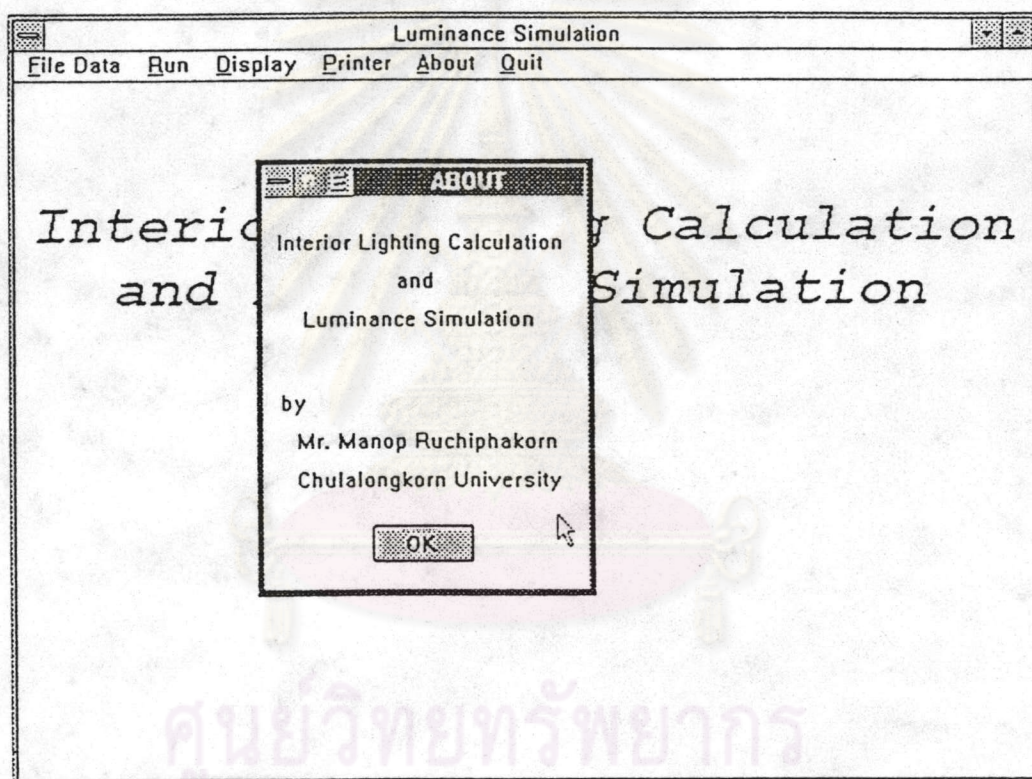 Luminance Simulation
File Data Run Display Printer About Quit
ABOUT
Interior Lighting Calculation
and
Luminance Simulation
by
Mr. Manop Ruchiphakorn
Chulalongkorn University
OK
Interio g Calculation
and Simulation
ศูนย์วิทยทรัพยากร